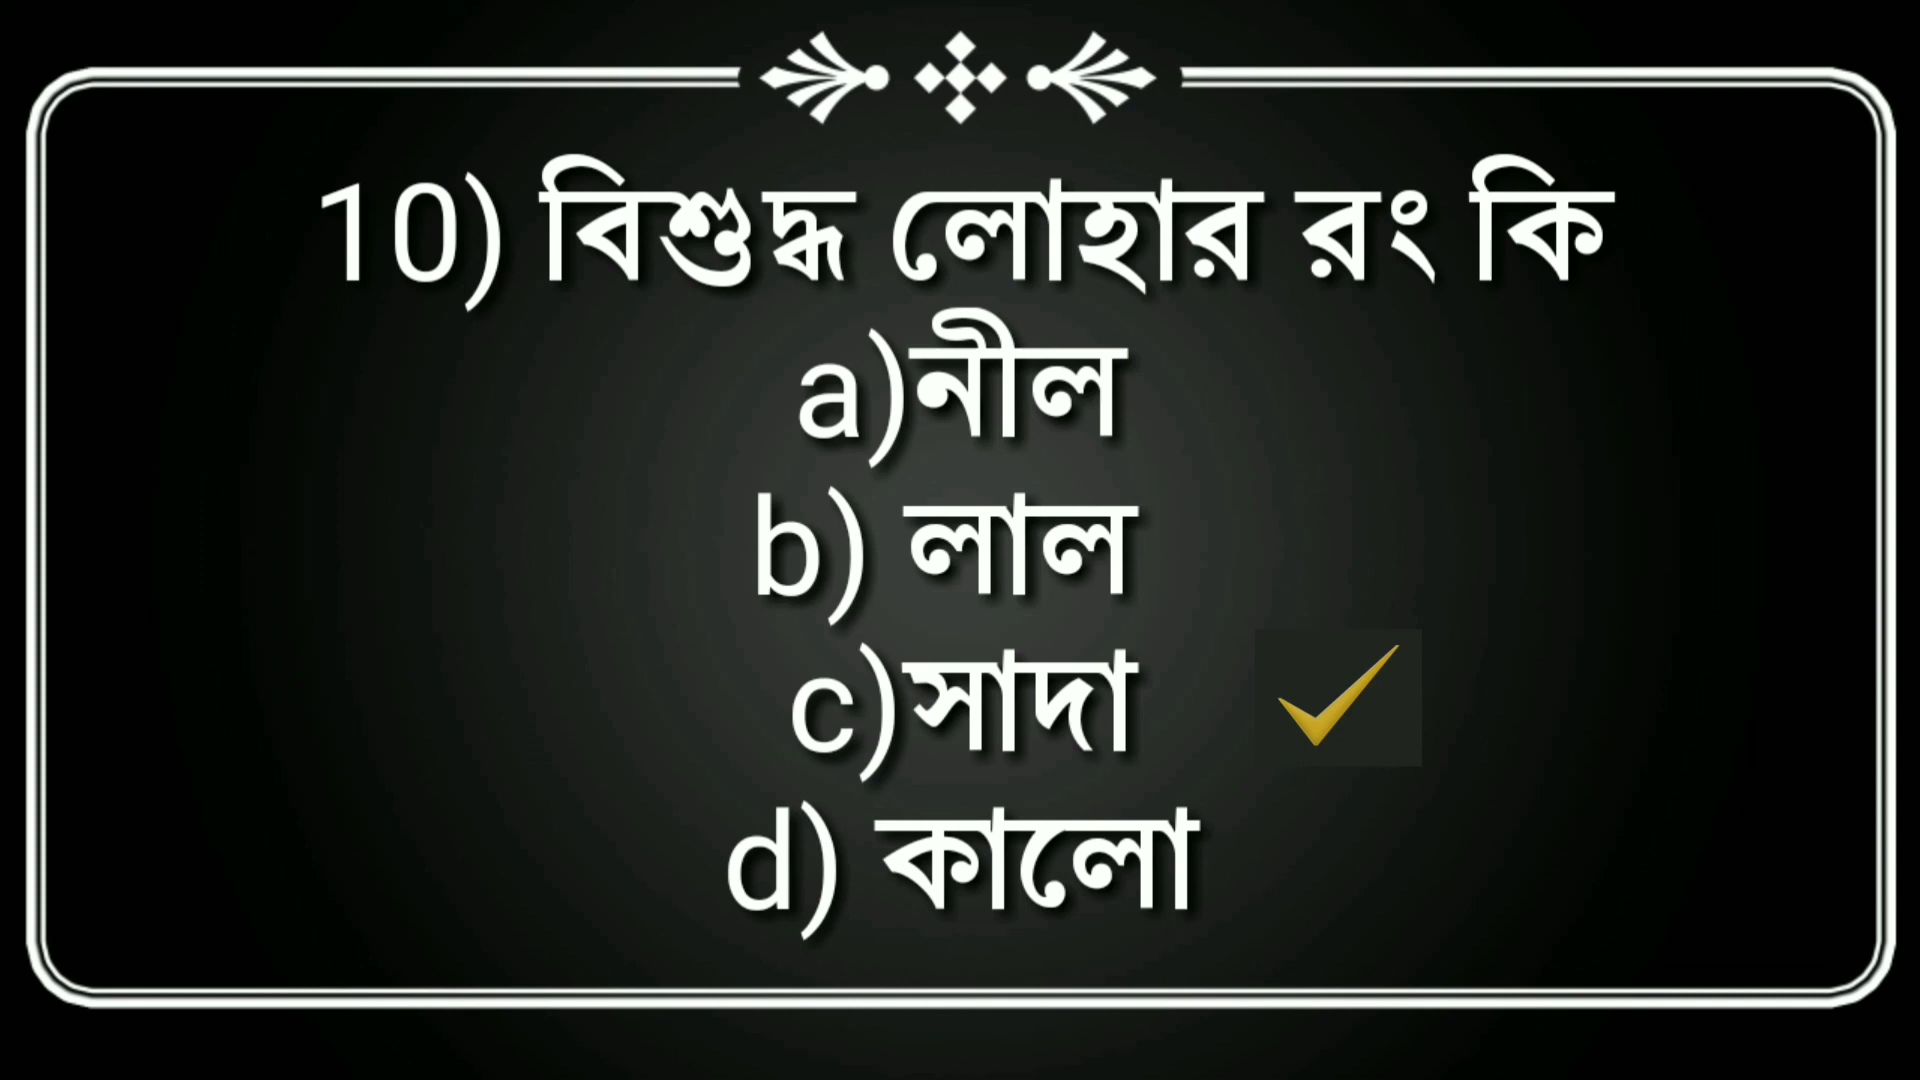 10) বিশুদ্ধ লোহার রং কি
a)নীল
b) লাল
c)সাদা
d) কালো